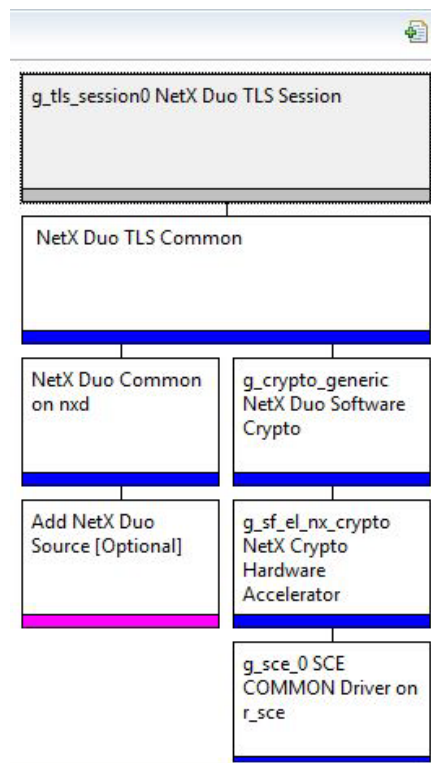 g_tls_session0 NetX Duo TLS Session
NetX Duo TLS Common
NetX Duo Common
on nxd
g_crypto_generic
NetX Duo Software
Crypto
Add NetX Duo
Source [Optional]
g_sf_el_nx_crypto
NetX Crypto
Hardware
Accelerator
g_sce_0 SCE
COMMON Driver on
r_sce